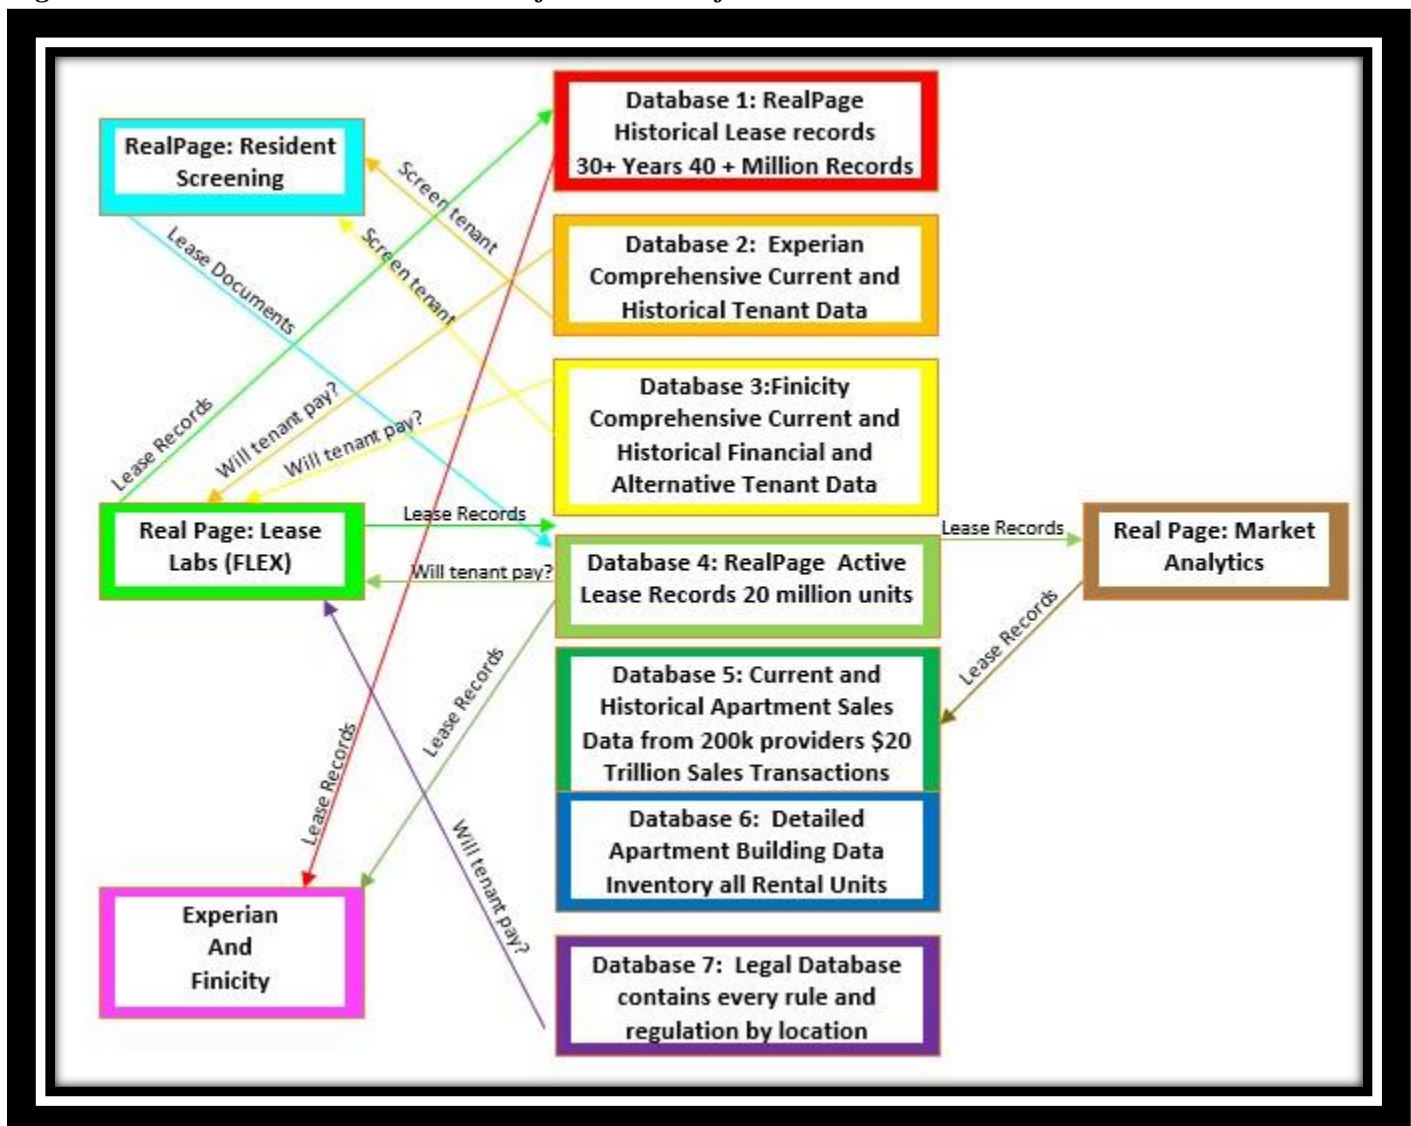 Database 1: RealPage
Historical Lease records
30+ Years 40 + Million Records
RealPage: Resident
Screening
Screen tenant
Database 2:  Experian
Comprehensive Current and
Historical Tenant Data
Screen tenant
Lease Documents
Database 3:Finicity
Comprehensive Current and
Historical Financial and
Alternative Tenant Data
Lease Records
Will tenant pay?
Will tenant pay?
Real Page: Lease
Labs (FLEX)
Lease Records
Will tenant pay?
Database 4: RealPage  Active
Lease Records 20 million units
Lease Records
Real Page: Market
Analytics
Lease Records
Database 5: Current and
Historical Apartment Sales
Data from 200k providers $20
Trillion Sales Transactions
Lease Records
Lease Records
Database 6:  Detailed
Apartment Building Data
Inventory all Rental Units
Will tenant pay?
Experian
And
Finicity
Database 7:  Legal Database
contains every rule and
regulation by location